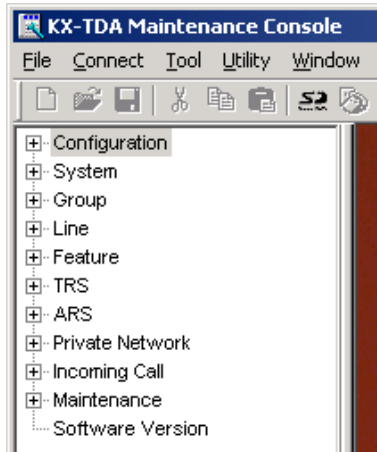 KX-TDA Maintenance Console
File Connect Tool Utility Window
Configuration
System
Group
Line
Feature
TRS
ARS
Private Network
Incoming Call
Maintenance
Software Version